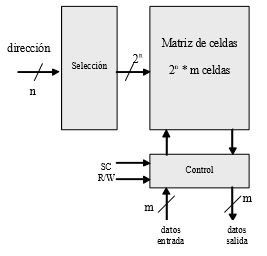 dirección
n
Selección
2ⁿ
Matriz de celdas
2ⁿ * m celdas
SC
R/W
Control
m
m
datos
entrada
datos
salida